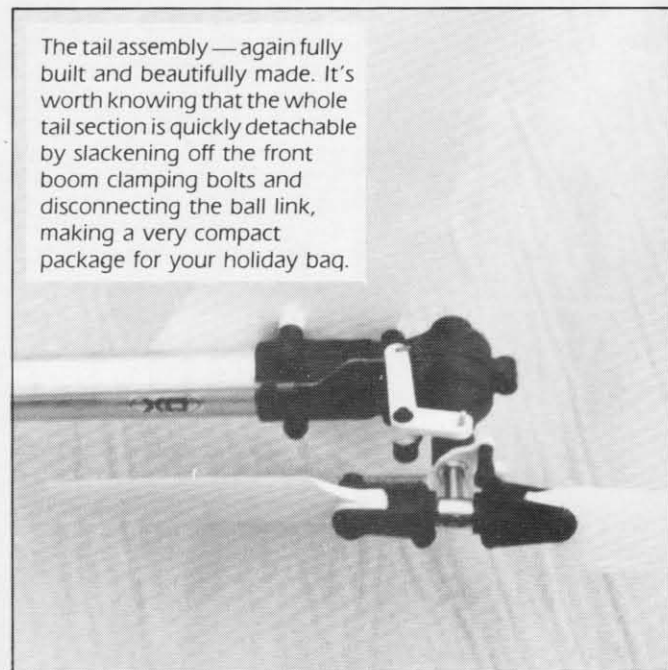 The tail assembly — again fully
built and beautifully made. It's
worth knowing that the whole
tail section is quickly detachable
by slackening off the front
boom clamping bolts and
disconnecting the ball link,
making a very compact
package for your holiday bag.